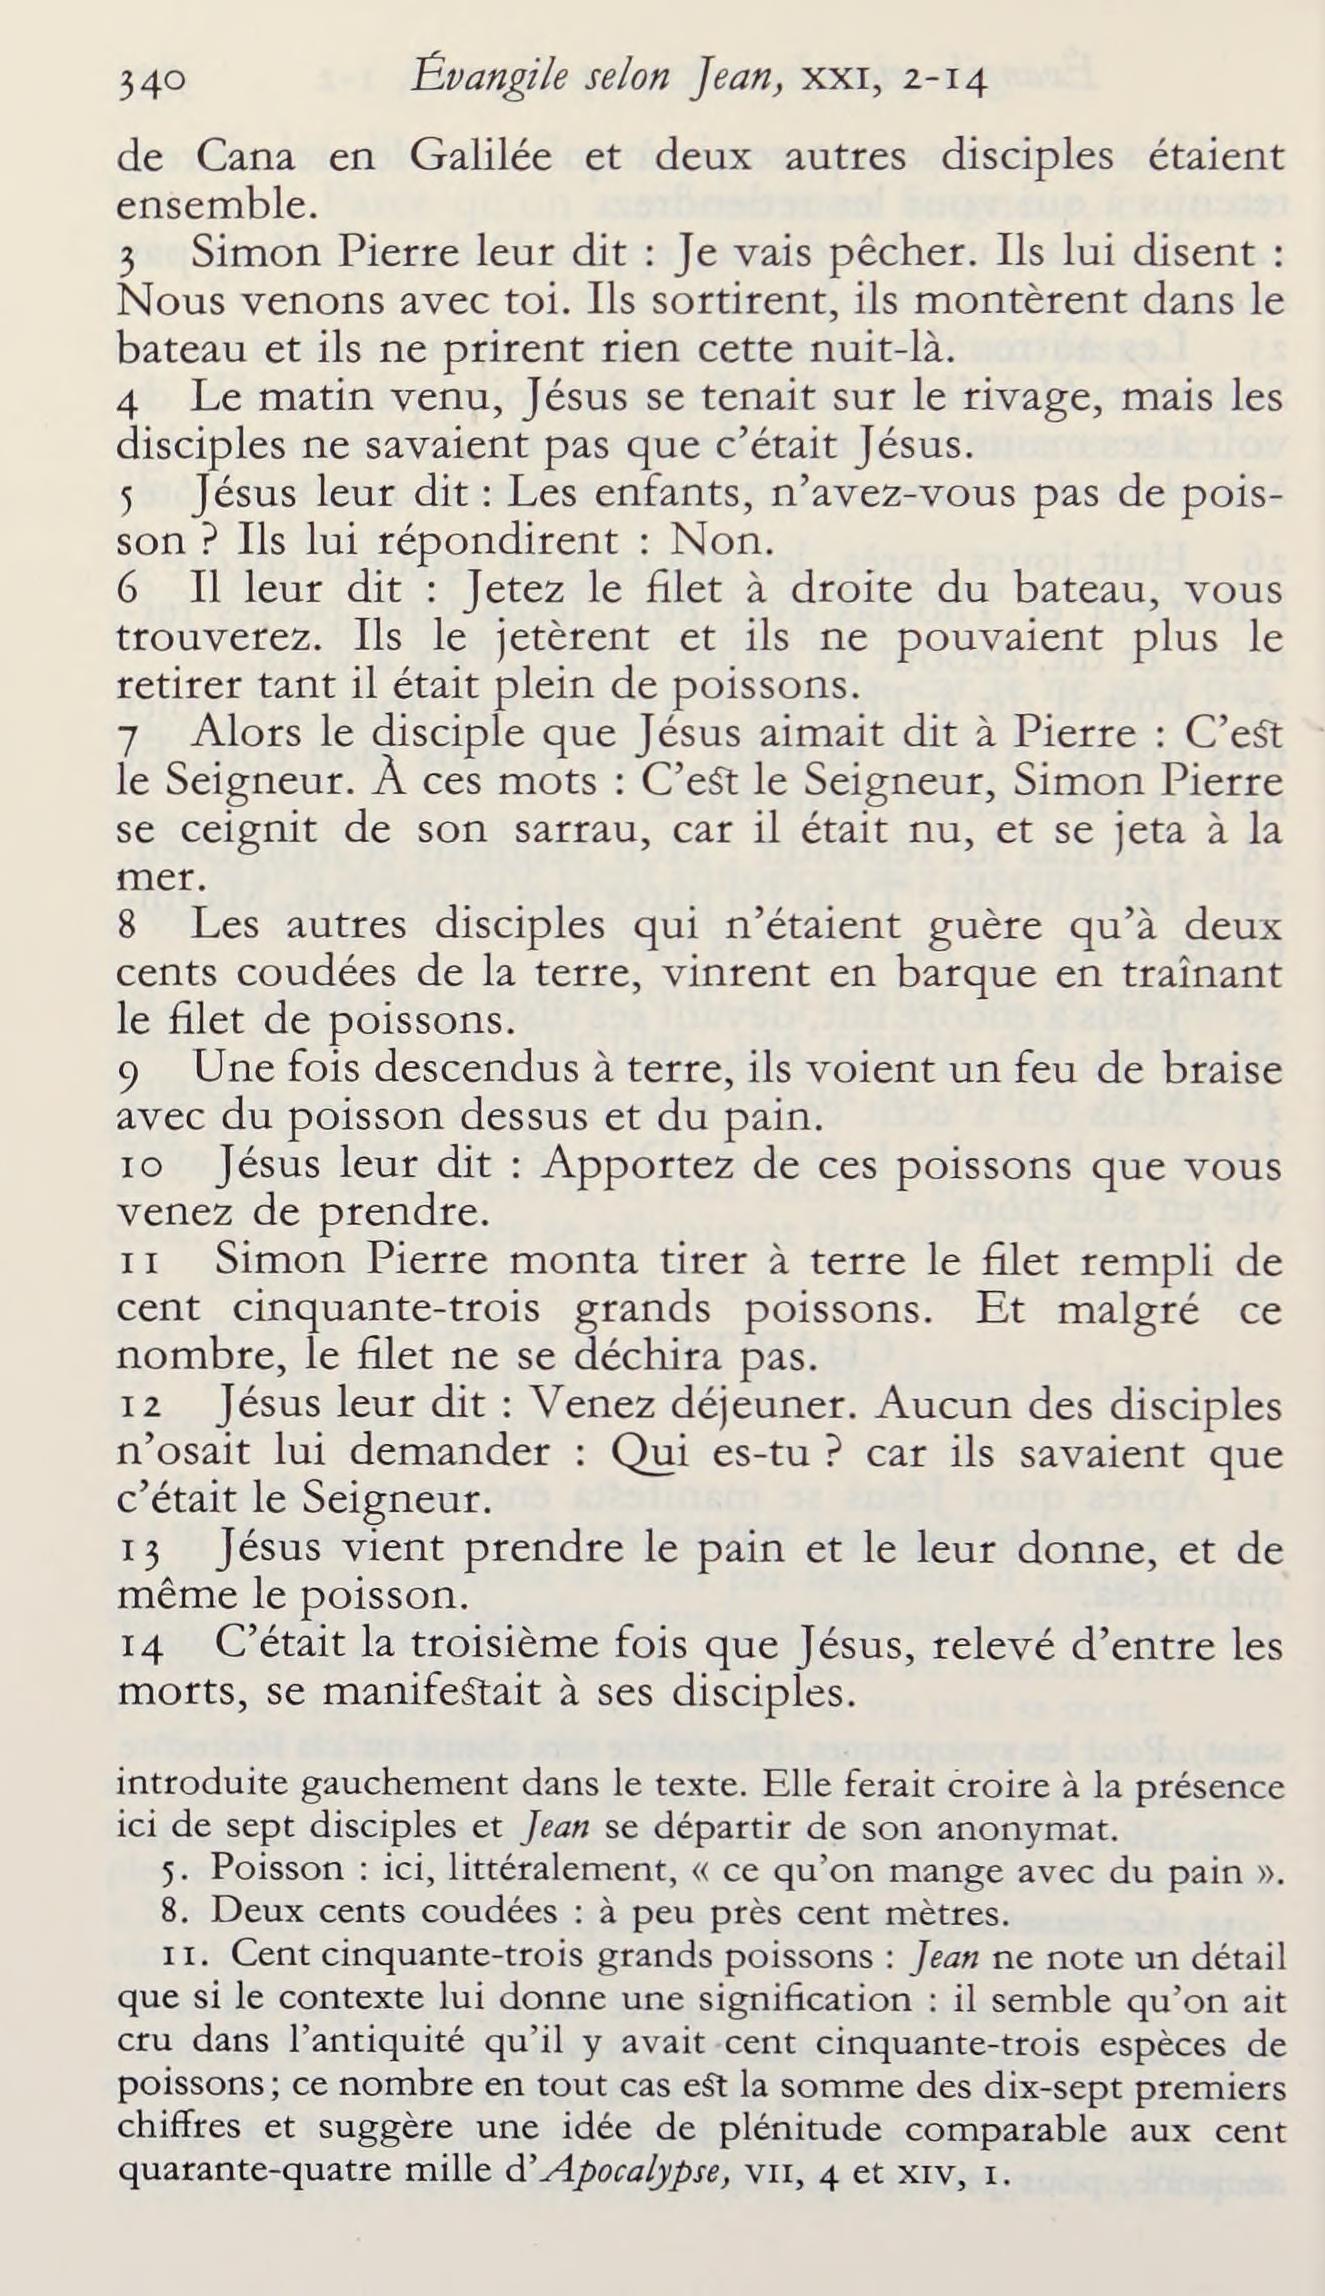 340 Évangile selon Jean, XXI, 2-14
de Cana en Galilée et deux autres disciples étaient
ensemble.
3 Simon Pierre leur dit : Je vais pêcher. Ils lui disent :
Nous venons avec toi. Ils sortirent, ils montèrent dans le
bateau et ils ne prirent rien cette nuit-là.
4 Le matin venu, Jésus se tenait sur le rivage, mais les
disciples ne savaient pas que c'était Jésus.
5 Jésus leur dit : Les enfants, n'avez-vous pas de pois-
son ? Ils lui répondirent : Non.
6 Il leur dit : Jetez le filet à droite du bateau, vous
trouverez. Ils le jetèrent et ils ne pouvaient plus le
retirer tant il était plein de poissons.
7 Alors le disciple que Jésus aimait dit à Pierre : C'est
le Seigneur. À ces mots : C'est le Seigneur, Simon Pierre
se ceignit de son sarrau, car il était nu, et se jeta à la
mer.
8 Les autres disciples qui n'étaient guère qu'à deux
cents coudées de la terre, vinrent en barque en traînant
le filet de poissons.
9 Une fois descendus à terre, ils voient un feu de braise
avec du poisson dessus et du pain.
10 Jésus leur dit : Apportez de ces poissons que vous
venez de prendre.
11 Simon Pierre monta tirer à terre le filet rempli de
cent cinquante-trois grands poissons. Et malgré ce
nombre, le filet ne se déchira pas.
12 Jésus leur dit : Venez déjeuner. Aucun des disciples
n'osait lui demander : Qui es-tu ? car ils savaient que
c'était le Seigneur.
13 Jésus vient prendre le pain et le leur donne, et de
même le poisson.
14 C'était la troisième fois que Jésus, relevé d'entre les
morts, se manifestait à ses disciples.
introduite gauchement dans le texte. Elle ferait croire à la présence
ici de sept disciples et Jean se départir de son anonymat.
5. Poisson : ici, littéralement, « ce qu'on mange avec du pain ».
8. Deux cents coudées : à peu près cent mètres.
11. Cent cinquante-trois grands poissons : Jean ne note un détail
que si le contexte lui donne une signification : il semble qu'on ait
cru dans l'antiquité qu'il y avait cent cinquante-trois espèces de
poissons; ce nombre en tout cas est la somme des dix-sept premiers
chiffres et suggère une idée de plénitude comparable aux cent
quarante-quatre mille d'Apocalypse, VII, 4 et XIV, 1.